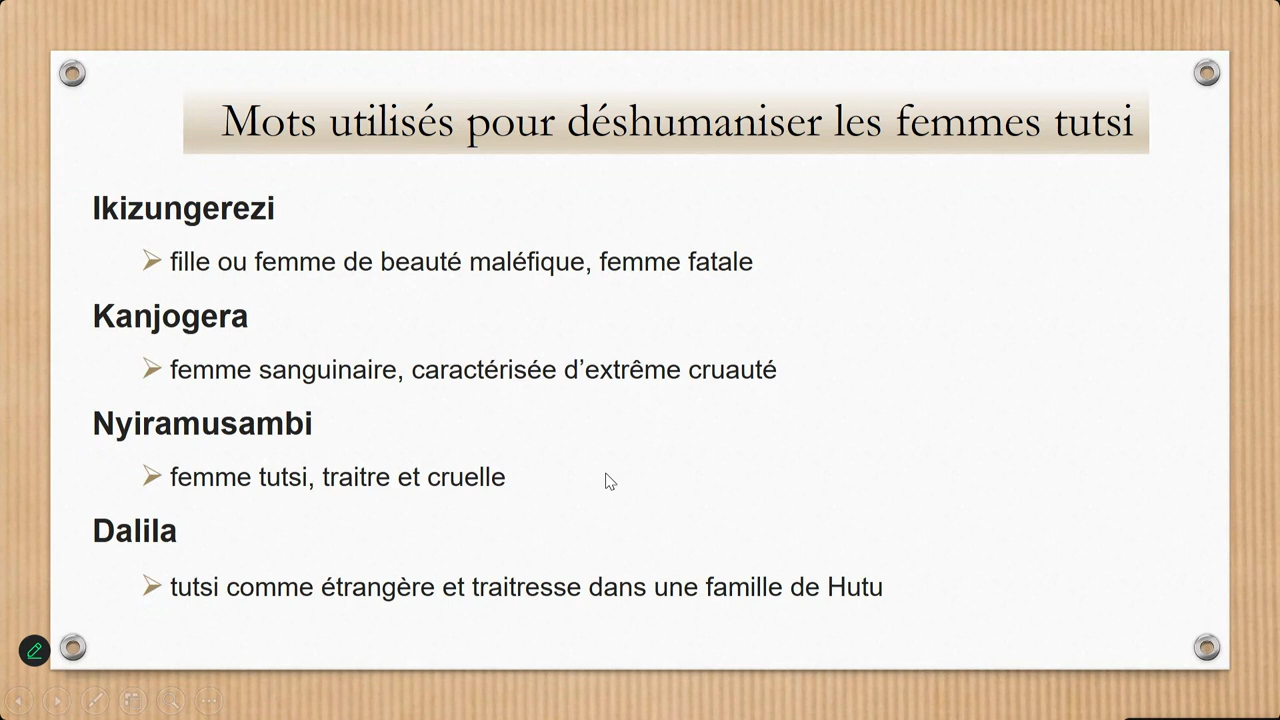 Mots utilisés pour déshumaniser les femmes tutsi
Ikizungerezi
fille ou femme de beauté maléfique, femme fatale
Kanjogera
femme sanguinaire, caractérisée d’extrême cruauté
Nyiramusambi
femme tutsi, traitre et cruelle
Dalila
tutsi comme étrangère et traitresse dans une famille de Hutu